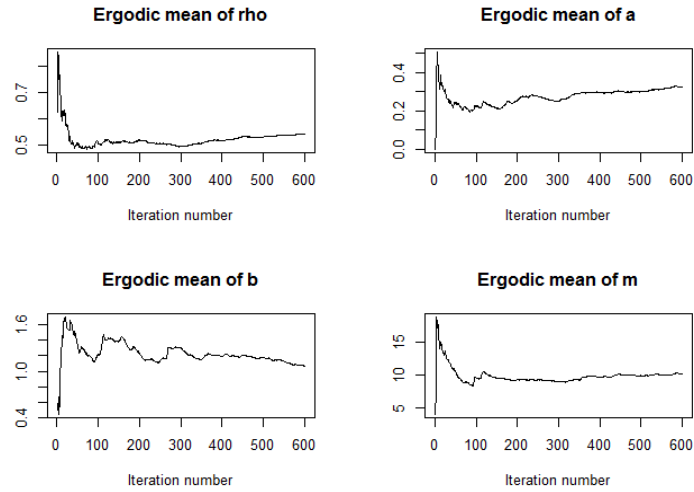 Ergodic mean of rho
0.5 0.7
0 100 200 300 400 500 600
Iteration number
Ergodic mean of a
0.0 0.2 0.4
0 100 200 300 400 500 600
Iteration number
Ergodic mean of b
0.4 1.0 1.6
0 100 200 300 400 500 600
Iteration number
Ergodic mean of m
5 10 15
0 100 200 300 400 500 600
Iteration number